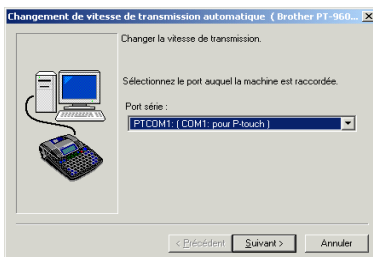 Changement de vitesse de transmission automatique ( Brother PT-960...
Changer la vitesse de transmission.
Sélectionnez le port auquel la machine est raccordée.
Port série :
PTCOM1: ( COM1: pour P-touch )
< Précédent Suivant > Annuler